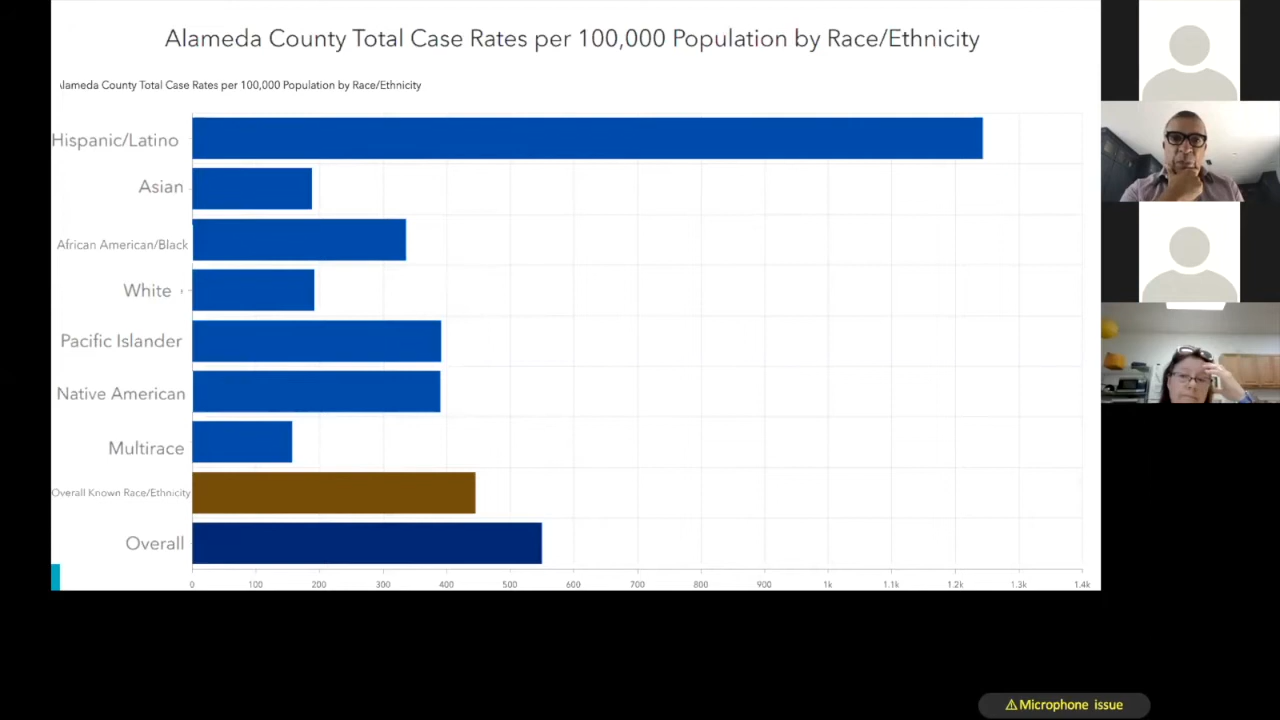 Alameda County Total Case Rates per 100,000 Population by Race/Ethnicity
lameda County Total Case Rates per 100,000 Population by Race/Ethnicity
Hispanic/Latino
Asian
African American/Black
White
Pacific Islander
Native American
Multirace
Overall Known Race/Ethnicity
Overall
0 100 200 300 400 500 600 700 800 900 1k 1.1k 1.2k 1.3k 1.4k
⚠Microphone issue